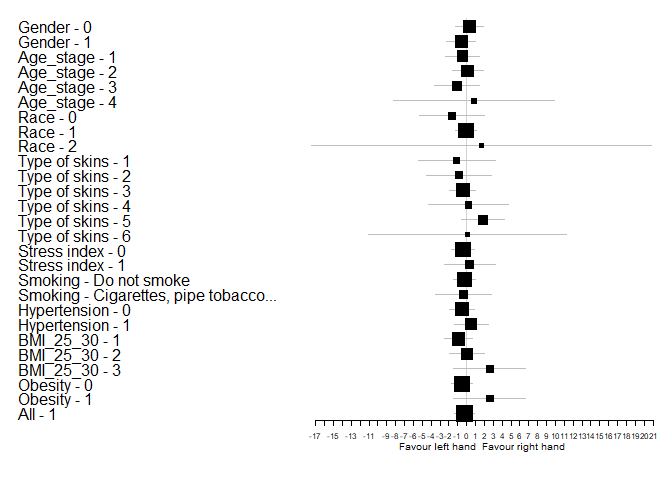 Gender - 0
Gender - 1
Age_stage - 1
Age_stage - 2
Age_stage - 3
Age_stage - 4
Race - 0
Race - 1
Race - 2
Type of skins - 1
Type of skins - 2
Type of skins - 3
Type of skins - 4
Type of skins - 5
Type of skins - 6
Stress index - 0
Stress index - 1
Smoking - Do not smoke
Smoking - Cigarettes, pipe tobacco...
Hypertension - 0
Hypertension - 1
BMI_25_30 - 1
BMI_25_30 - 2
BMI_25_30 - 3
Obesity - 0
Obesity - 1
All - 1
-17 -15 -13 -11 -9 -8 -7 -6 -5 -4 -3 -2 -1 0 1 2 3 4 5 6 7 8 9 10 11 12 13 14 15 16 17 18 19 20 21
Favour left hand Favour right hand